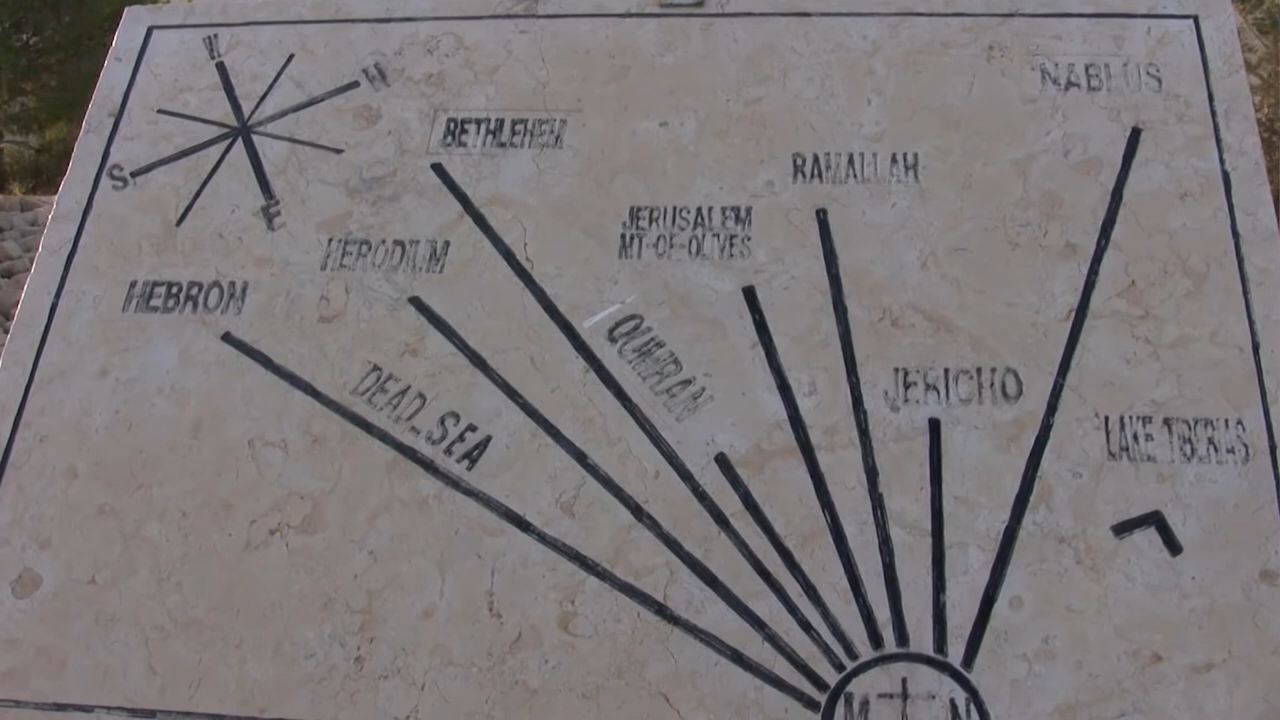 W
N
S
E
BETHLEHEM
NABLUS
RAMALLAH
JERUSALEM
MT-OF-OLIVES
HERODIUM
HEBRON
QUMRAN
DEAD-SEA
JERICHO
LAKE TIBERIAS
M N